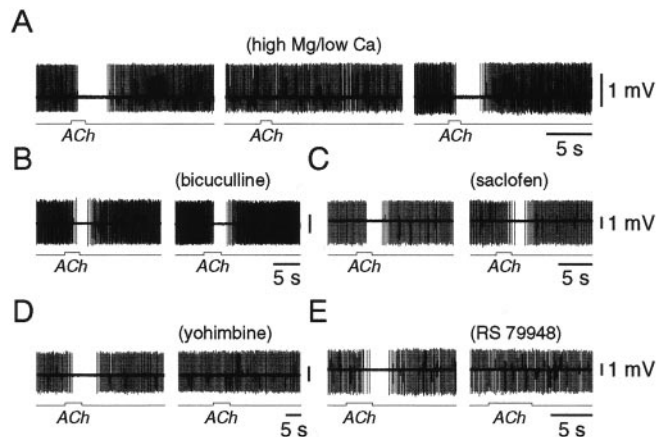 A
(high Mg/low Ca)
1 mV
ACh ACh ACh
5 s
B (bicuculline) C (saclofen)
1 mV
ACh ACh ACh ACh
5 s 5 s
D (yohimbine) E (RS 79948)
1 mV
ACh ACh ACh ACh
5 s 5 s